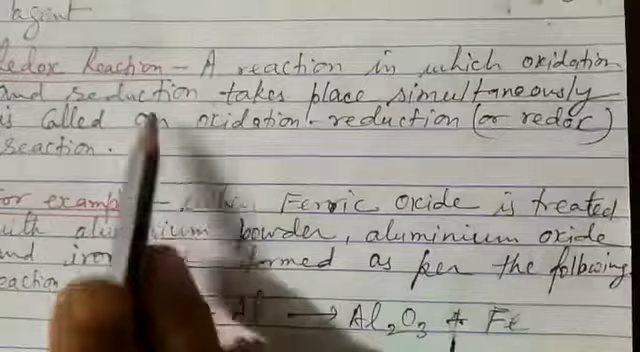 agent
Redox Reaction - A reaction in which oxidation
and reduction takes place simultaneously
is called an oxidation-reduction (or redox)
reaction.
For example - Ferric oxide is treated
with aluminium powder, aluminium oxide
and iron formed as per the following
reaction
Al → Al2O3 + Fe